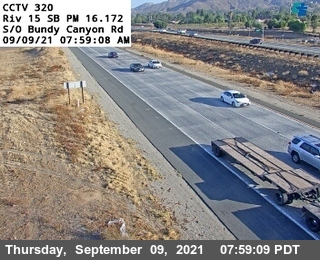 CCTV 320
Riv 15 SB PM 16.172
S/O Bundy Canyon Rd
09/09/21 07:59:08 AM
Thursday, September 09, 2021 07:59:09 PDT